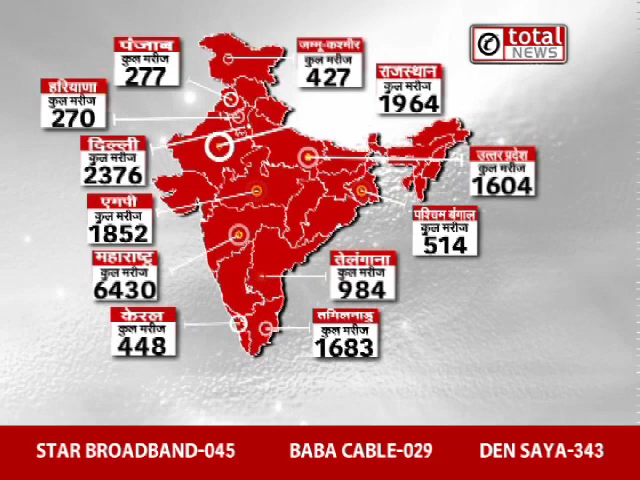 total
NEWS
पंजाब
कुल मरीज
277
जम्मू-कश्मीर
कुल मरीज
427
राजस्थान
कुल मरीज
1964
हरियाणा
कुल मरीज
270
दिल्ली
कुल मरीज
2376
उत्तर प्रदेश
कुल मरीज
1604
एमपी
कुल मरीज
1852
पश्चिम बंगाल
कुल मरीज
514
महाराष्ट्र
कुल मरीज
6430
तेलंगाना
कुल मरीज
984
केरल
कुल मरीज
448
तमिलनाडु
कुल मरीज
1683
STAR BROADBAND-045 BABA CABLE-029 DEN SAYA-343